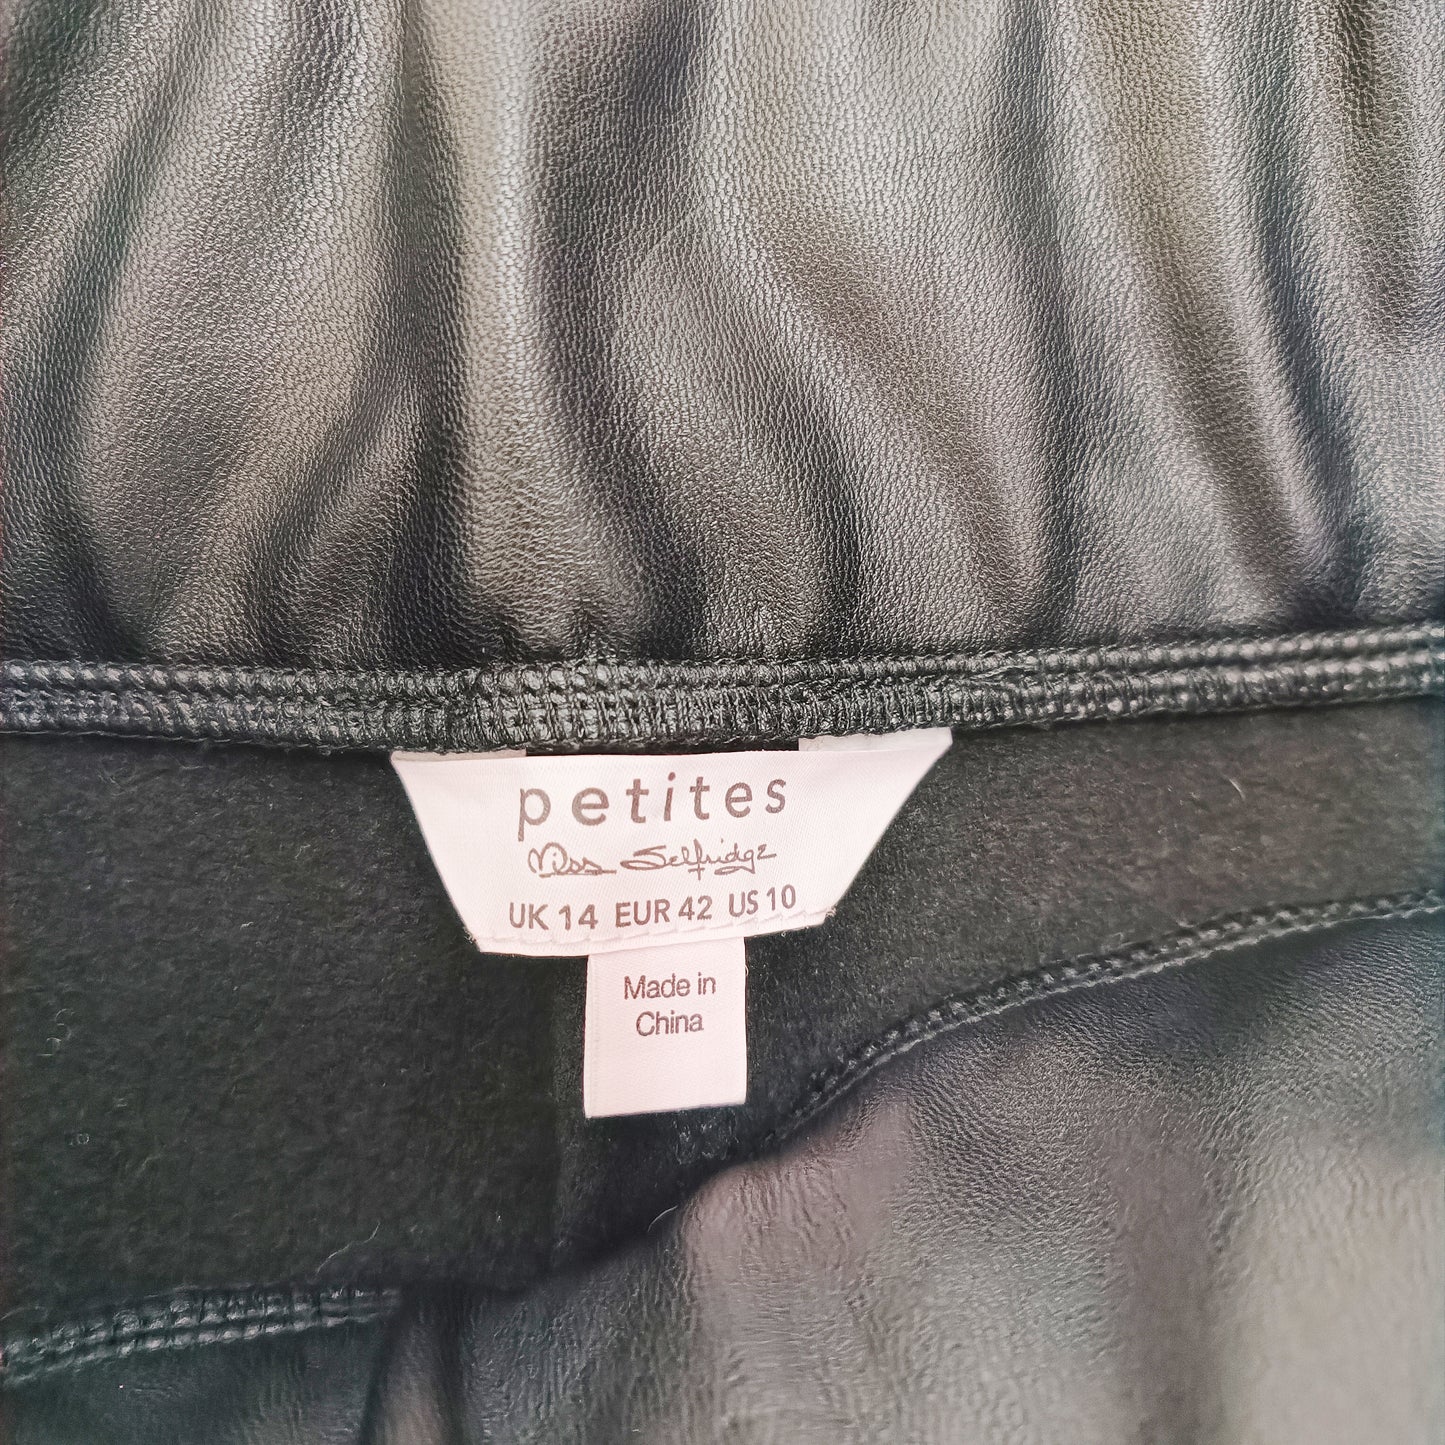 petites
Miss Selfridge
UK 14 EUR 42 US 10
Made in
China